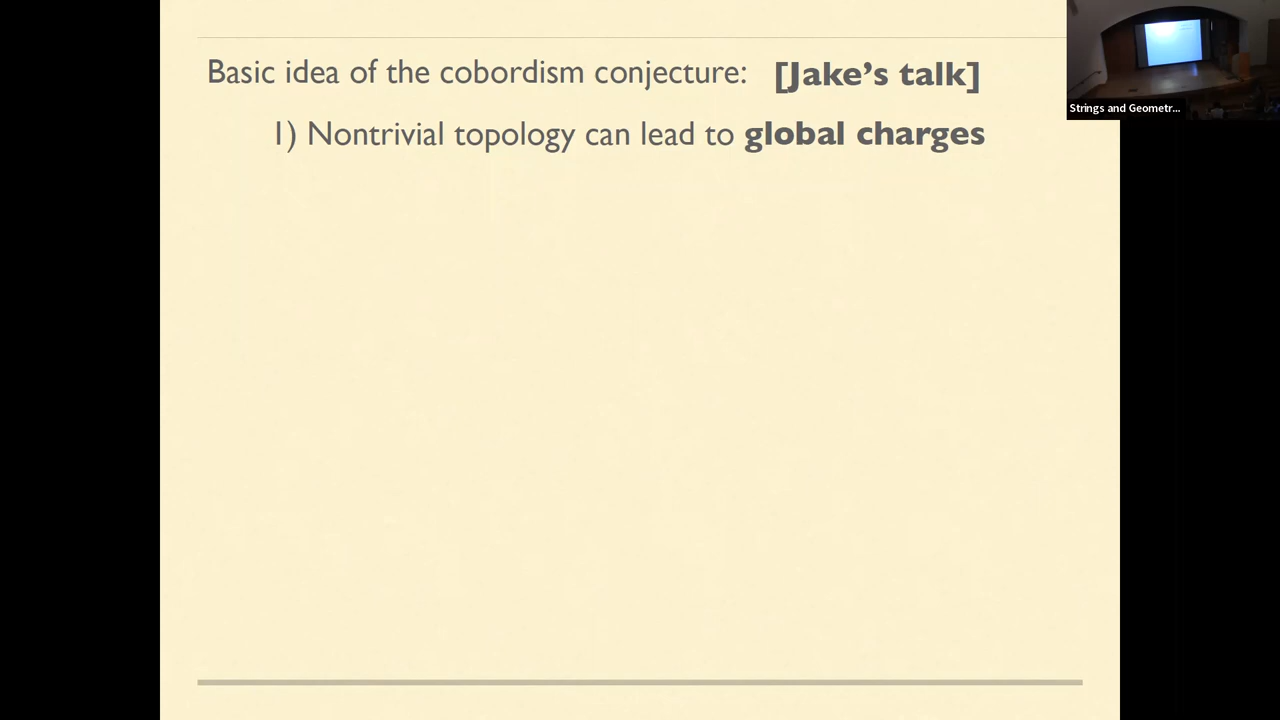 Basic idea of the cobordism conjecture: [Jake's talk]
1) Nontrivial topology can lead to global charges
Strings and Geometr...